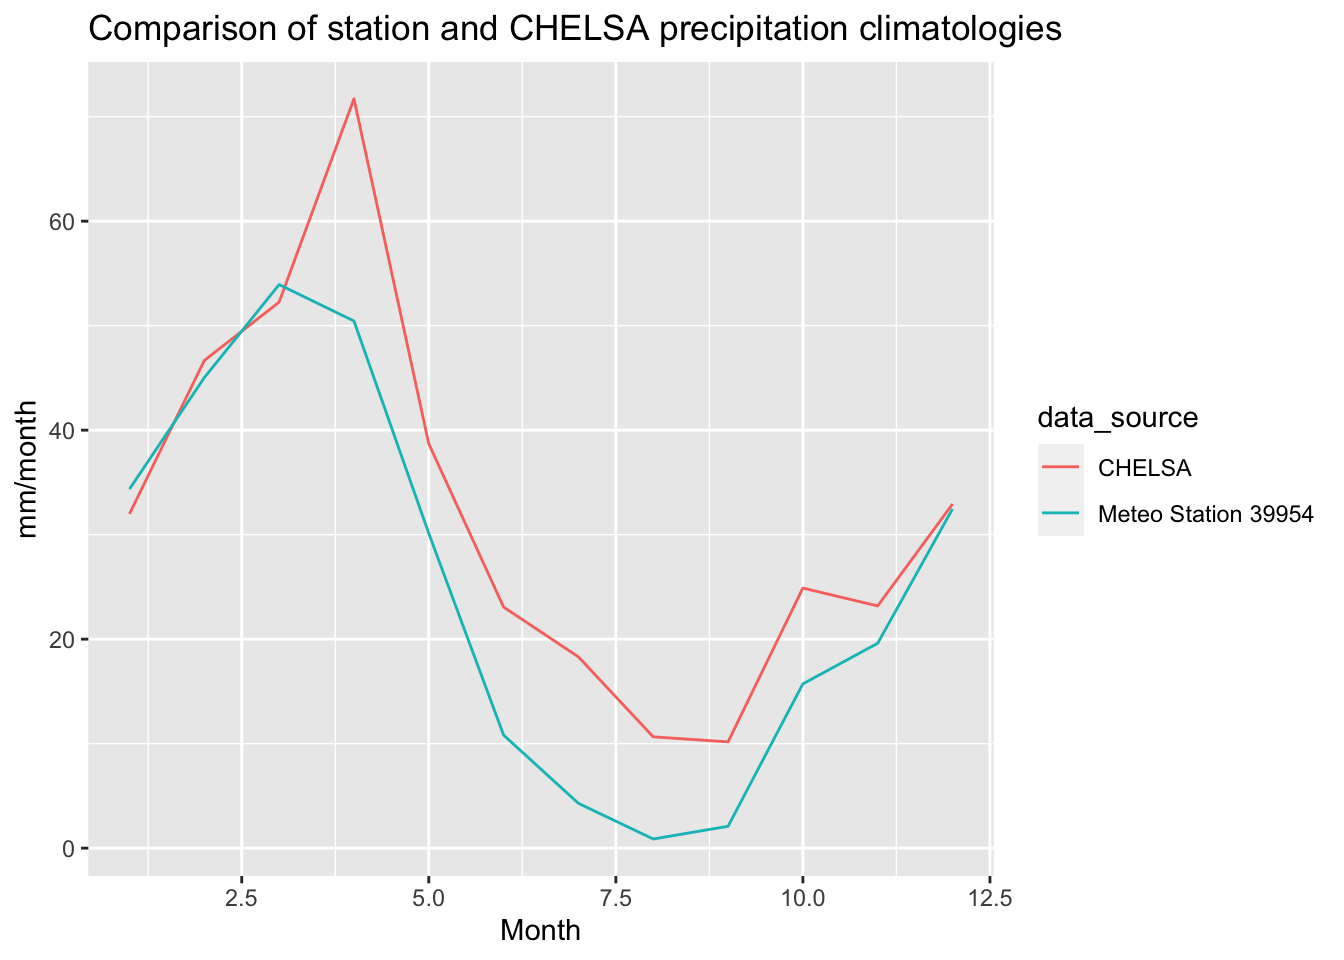 Comparison of station and CHELSA precipitation climatologies
mm/month
60
40
20
0
2.5
5.0
7.5
10.0
12.5
Month
data_source
CHELSA
Meteo Station 39954